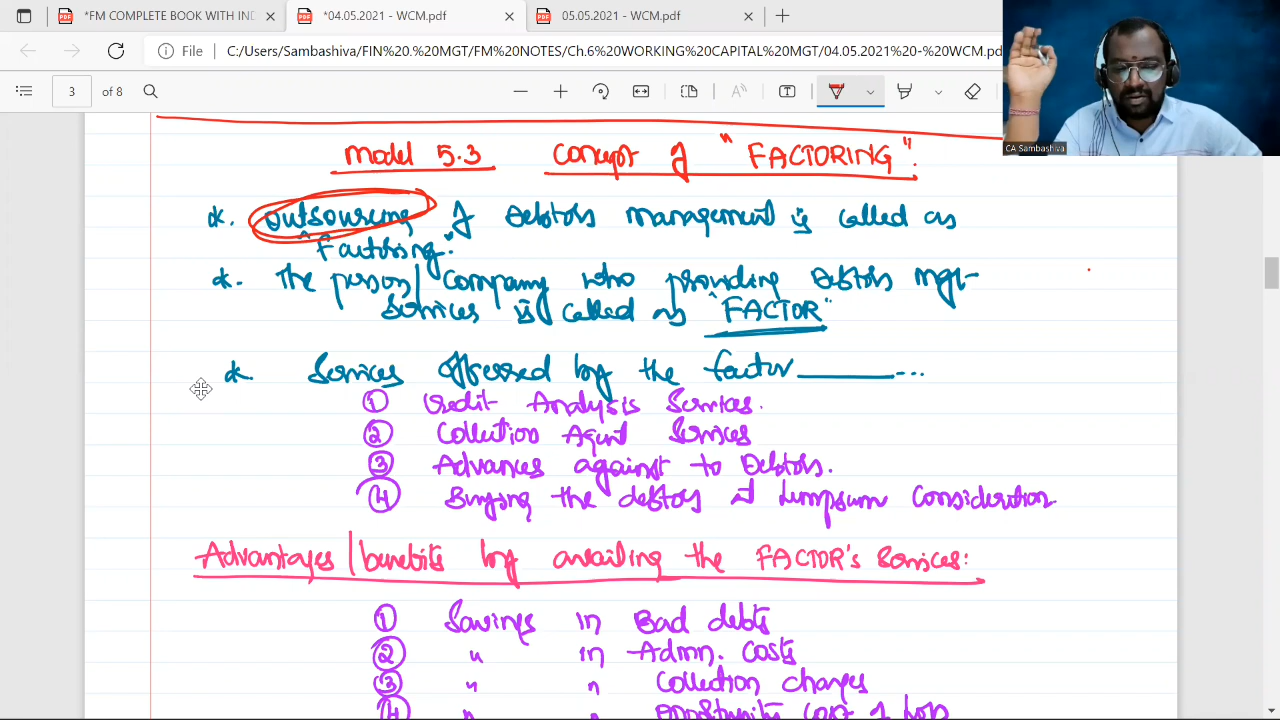 *FM COMPLETE BOOK WITH IND
*04.05.2021 - WCM.pdf
05.05.2021 - WCM.pdf
File C:/Users/Sambashiva/FIN%20.%20MGT/FM%20NOTES/Ch.6%20WORKING%20CAPITAL%20MGT/04.05.2021%20-%20WCM.pd
3 of 8
CA Sambashiva
Model 5.3 Concept of "FACTORING".
*. Outsourcing of Debtors management is called as
"Factoring".
*. The person/company who providing Debtors mgt
Services is called as "FACTOR"
*. Services offered by the factor ...
① Credit Analysis Services.
② Collection Agent Services
③ Advances against to Debtors.
④ Buying the debtors at lumpsum Consideration
Advantages/benefits by availing the FACTOR's Services:
① Savings in Bad debts
② " in Admn. Costs
③ " " Collection charges
④ " " opportunity cost of